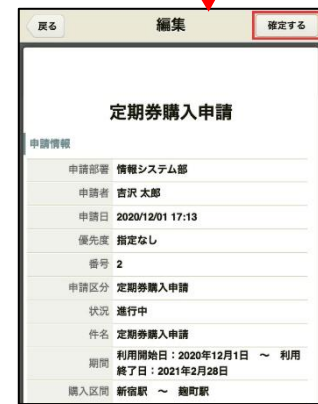 戻る 編集 確定する
定期券購入申請
申請情報
申請部署 情報システム部
申請者 吉沢 太郎
申請日 2020/12/01 17:13
優先度 指定なし
番号 2
申請区分 定期券購入申請
状況 進行中
件名 定期券購入申請
期間 利用開始日：2020年12月1日 ～ 利用
終了日：2021年2月28日
購入区間 新宿駅 ～ 麹町駅